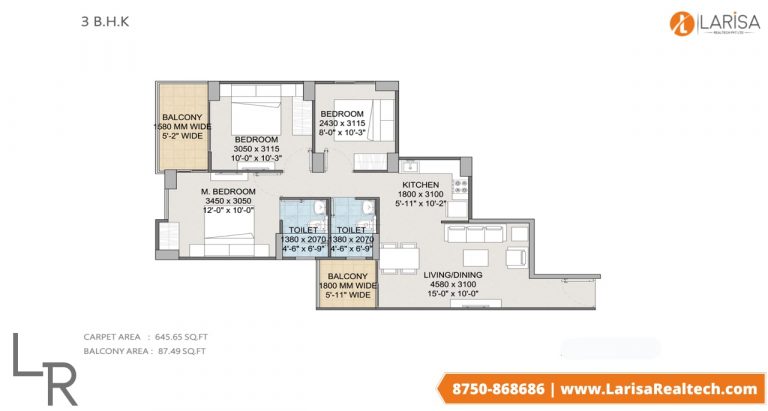 3 B.H.K
LARiSA
REALTECH PVT LTD
BALCONY
1580 MM WIDE
5'-2" WIDE
BEDROOM
3050 x 3115
10'-0" x 10'-3"
BEDROOM
2430 x 3115
8'-0" x 10'-3"
M. BEDROOM
3450 x 3050
12'-0" x 10'-0"
TOILET
1380 x 2070
4'-6" x 6'-9"
TOILET
1380 x 2070
4'-6" x 6'-9"
KITCHEN
1800 x 3100
5'-11" x 10'-2"
BALCONY
1800 MM WIDE
5'-11" WIDE
LIVING/DINING
4580 x 3100
15'-0" x 10'-0"
CARPET AREA : 645.65 SQ.FT
BALCONY AREA : 87.49 SQ.FT
LR
8750-868686 | www.LarisaRealtech.com